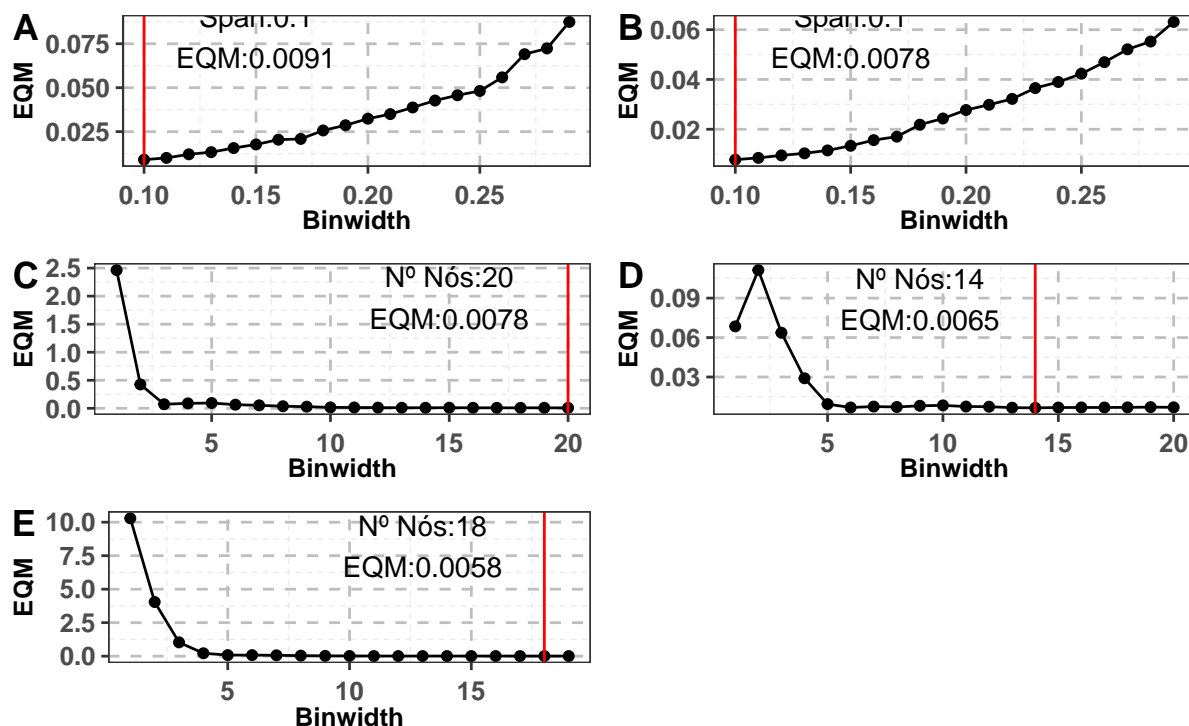 A
Span:0.1
EQM:0.0091
EQM
0.075
0.050
0.025
0.10 0.15 0.20 0.25
Binwidth
B
Span:0.1
EQM:0.0078
EQM
0.06
0.04
0.02
0.10 0.15 0.20 0.25
Binwidth
C
Nº Nós:20
EQM:0.0078
EQM
2.5
2.0
1.5
1.0
0.5
0.0
5 10 15 20
Binwidth
D
Nº Nós:14
EQM:0.0065
EQM
0.09
0.06
0.03
5 10 15 20
Binwidth
E
Nº Nós:18
EQM:0.0058
EQM
10.0
7.5
5.0
2.5
0.0
5 10 15
Binwidth